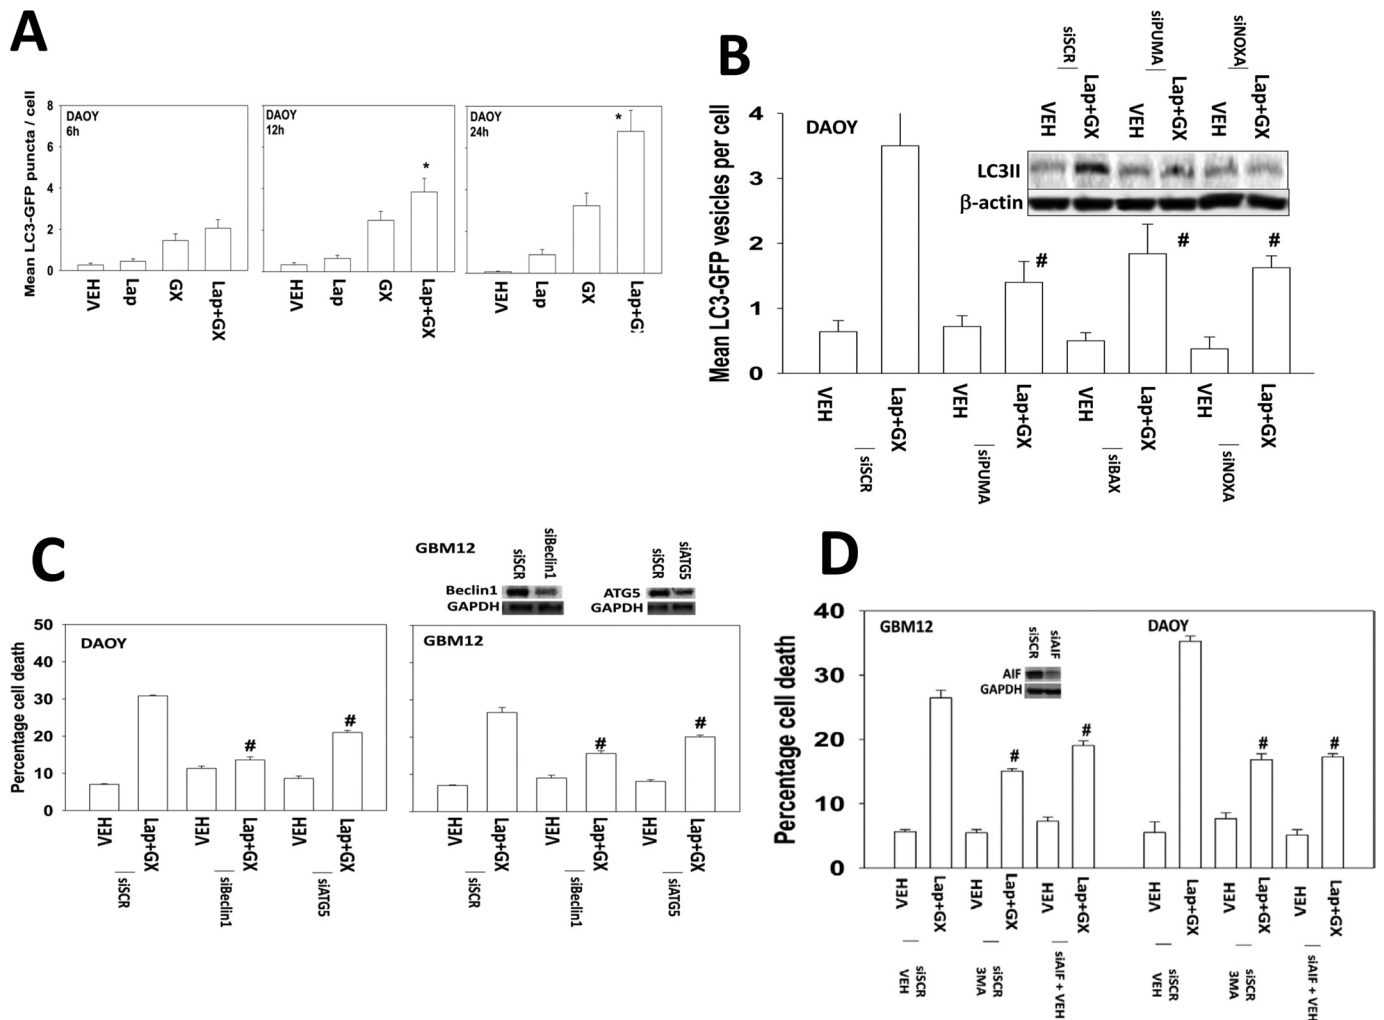 A
Mean LC3-GFP puncta / cell
8
6
4
2
0
DAOY
6h
DAOY
12h
DAOY
24h
*
*
VEH
Lap
GX
Lap+GX
VEH
Lap
GX
Lap+GX
VEH
Lap
GX
Lap+G
B
Mean LC3-GFP vesicles per cell
4
3
2
1
0
DAOY
siSCR
siPUMA
siNOXA
VEH
Lap+GX
VEH
Lap+GX
VEH
Lap+GX
LC3II
β-actin
#
#
#
VEH
Lap+GX
VEH
Lap+GX
VEH
Lap+GX
VEH
Lap+GX
siSCR
siPUMA
siBAX
siNOXA
C
GBM12
siSCR
siBeclin1
Beclin1
GAPDH
siSCR
siATG5
ATG5
GAPDH
Percentage cell death
50
40
30
20
10
0
DAOY
#
#
VEH
Lap+GX
VEH
Lap+GX
VEH
Lap+GX
siSCR
siBeclin1
siATG5
GBM12
#
#
VEH
Lap+GX
VEH
Lap+GX
VEH
Lap+GX
siSCR
siBeclin1
siATG5
D
Percentage cell death
40
30
20
10
0
GBM12
siSCR
siAIF
AIF
GAPDH
DAOY
#
#
#
#
VEH
Lap+GX
VEH
Lap+GX
VEH
Lap+GX
VEH
Lap+GX
VEH
Lap+GX
VEH
Lap+GX
siSCR
VEH
siSCR
3MA
siAIF + VEH
siSCR
VEH
siSCR
3MA
siAIF + VEH